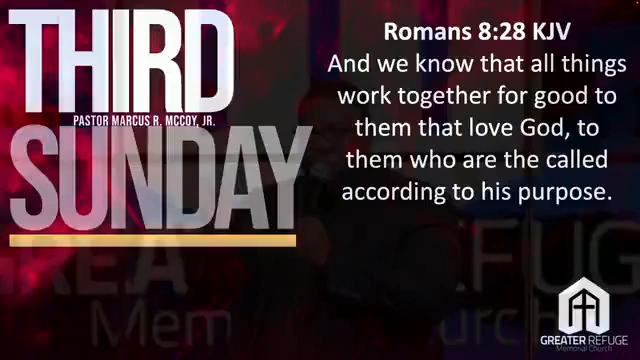 THIRD
PASTOR MARCUS R. MCCOY, JR.
SUNDAY
Romans 8:28 KJV
And we know that all things
work together for good to
them that love God, to
them who are the called
according to his purpose.
GREATER REFUGE
Memorial Church